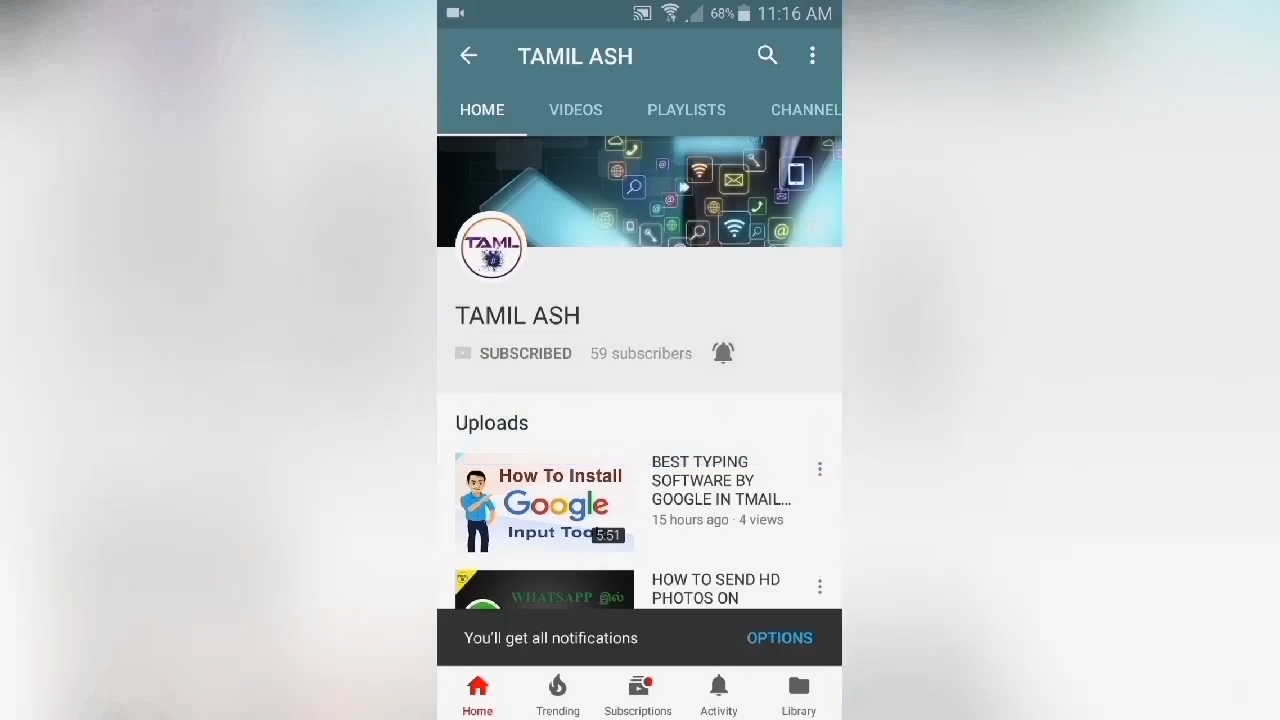 68% 11:16 AM
TAMIL ASH
HOME VIDEOS PLAYLISTS CHANNEL
TAMIL
TAMIL ASH
SUBSCRIBED 59 subscribers
Uploads
How To Install
Google
Input Too
5:51
BEST TYPING
SOFTWARE BY
GOOGLE IN TMAIL...
15 hours ago · 4 views
WHATSAPP இல்
HOW TO SEND HD
PHOTOS ON
You'll get all notifications OPTIONS
Home Trending Subscriptions Activity Library